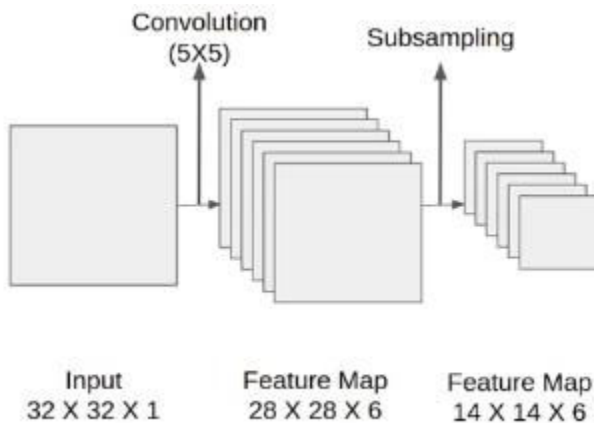 Convolution
(5X5)
Subsampling
Input
32 X 32 X 1
Feature Map
28 X 28 X 6
Feature Map
14 X 14 X 6